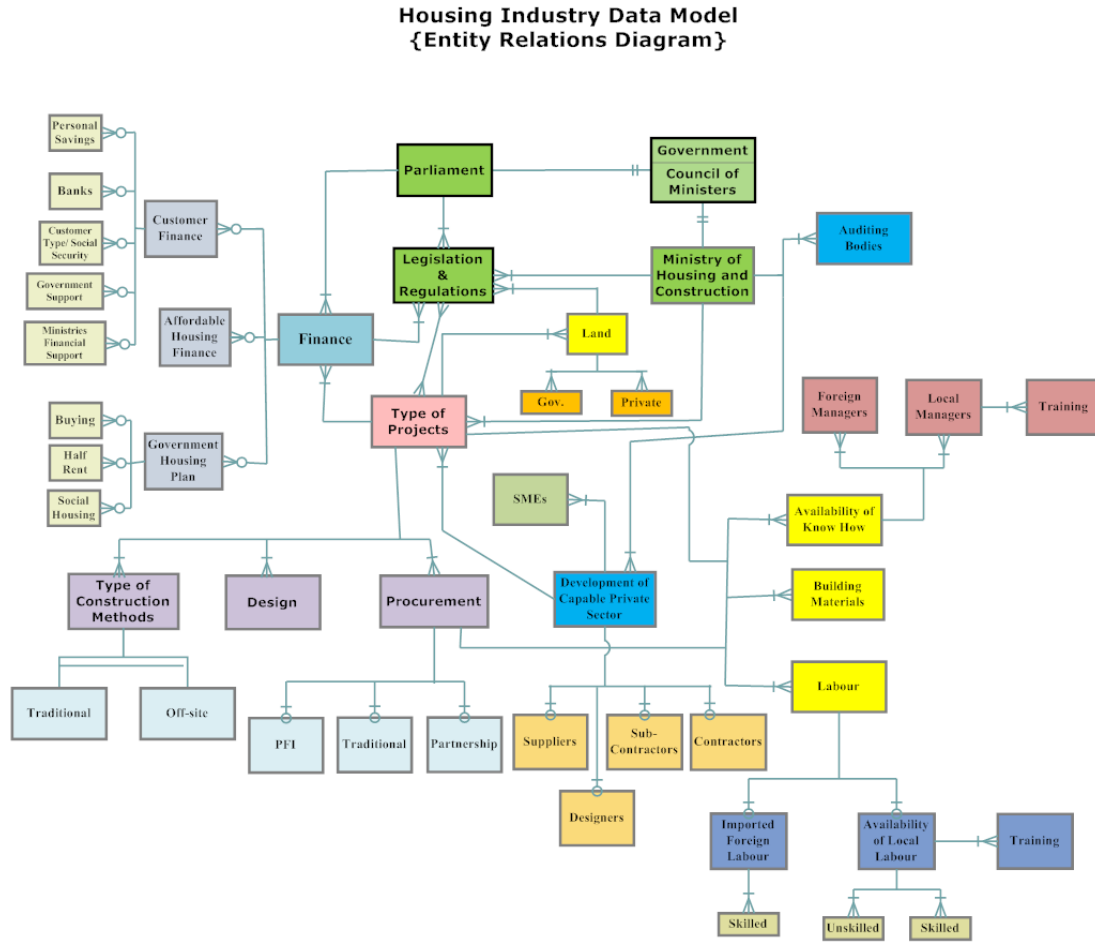 Housing Industry Data Model
{Entity Relations Diagram}
Personal
Savings
Banks
Customer
Type/ Social
Security
Government
Support
Ministries
Financial
Support
Customer
Finance
Affordable
Housing
Finance
Government
Housing
Plan
Buying
Half
Rent
Social
Housing
Parliament
Government
Council of
Ministers
Legislation
&
Regulations
Ministry of
Housing and
Construction
Auditing
Bodies
Finance
Land
Gov.
Private
Type of
Projects
Foreign
Managers
Local
Managers
Training
SMEs
Availability of
Know How
Type of
Construction
Methods
Design
Procurement
Development of
Capable Private
Sector
Building
Materials
Labour
Traditional
Off-site
PFI
Traditional
Partnership
Suppliers
Sub-
Contractors
Contractors
Designers
Imported
Foreign
Labour
Availability
of Local
Labour
Training
Skilled
Unskilled
Skilled